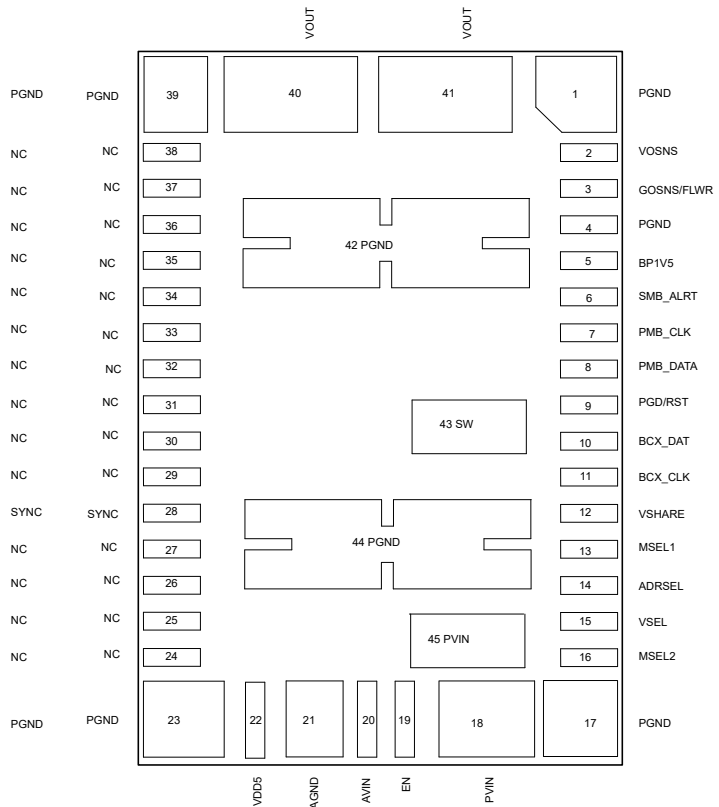 VOUT VOUT
PGND PGND 39 40 41 1 PGND
NC NC 38 2 VOSNS
NC NC 37 3 GOSNS/FLWR
NC NC 36 4 PGND
42 PGND
NC NC 35 5 BP1V5
NC NC 34 6 SMB_ALRT
NC NC 33 7 PMB_CLK
NC NC 32 8 PMB_DATA
NC NC 31 9 PGD/RST
43 SW
NC NC 30 10 BCX_DAT
NC NC 29 11 BCX_CLK
SYNC SYNC 28 12 VSHARE
44 PGND
NC NC 27 13 MSEL1
NC NC 26 14 ADRSEL
NC NC 25 15 VSEL
45 PVIN
NC NC 24 16 MSEL2
PGND PGND 23 22 21 20 19 18 17 PGND
VDD5 AGND AVIN EN PVIN